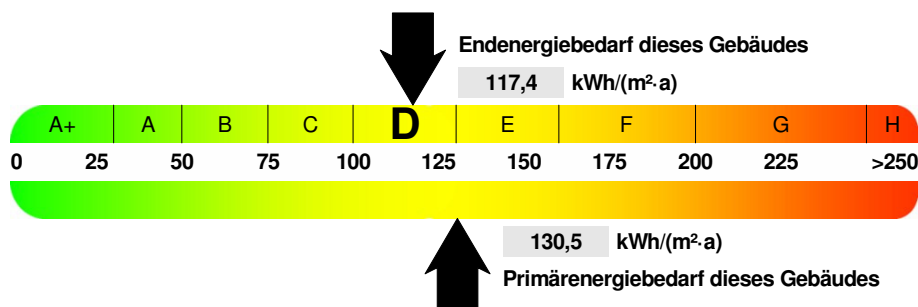 Endenergiebedarf dieses Gebäudes
117,4 kWh/(m²·a)
A+ A B C D E F G H
0 25 50 75 100 125 150 175 200 225 >250
130,5 kWh/(m²·a)
Primärenergiebedarf dieses Gebäudes